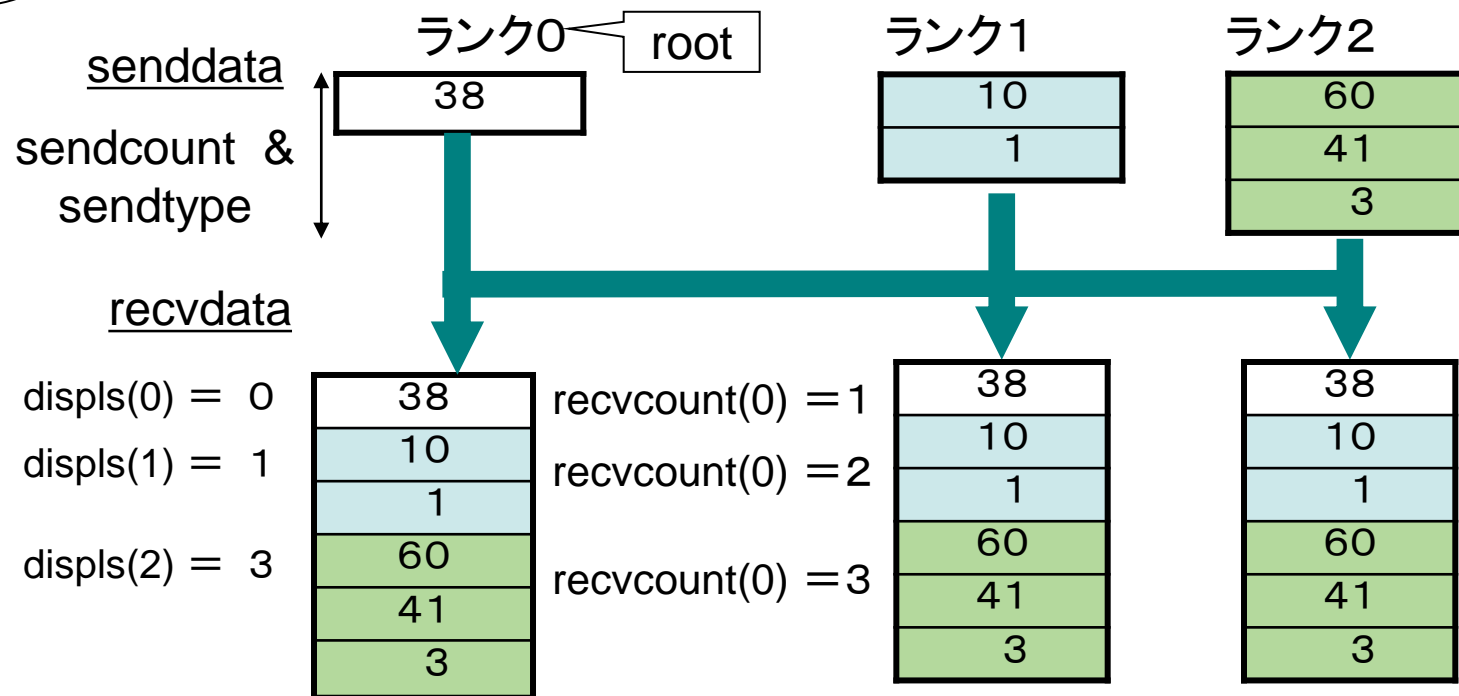 ランク0 root ランク1 ランク2
senddata
38 10 60
1 41
3
sendcount &
sendtype
recvdata
displs(0) = 0 38 recvcount(0) =1 38 38
10 10 10
displs(1) = 1 recvcount(0) =2
1 1 1
displs(2) = 3 60 recvcount(0) =3 60 60
41 41 41
3 3 3